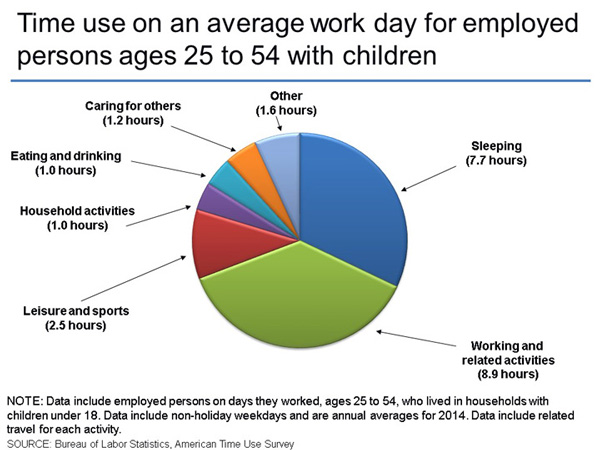 Time use on an average work day for employed
persons ages 25 to 54 with children
Other
(1.6 hours)
Caring for others
(1.2 hours)
Sleeping
(7.7 hours)
Eating and drinking
(1.0 hours)
Household activities
(1.0 hours)
Leisure and sports
(2.5 hours)
Working and
related activities
(8.9 hours)
NOTE: Data include employed persons on days they worked, ages 25 to 54, who lived in households with
children under 18. Data include non-holiday weekdays and are annual averages for 2014. Data include related
travel for each activity.
SOURCE: Bureau of Labor Statistics, American Time Use Survey